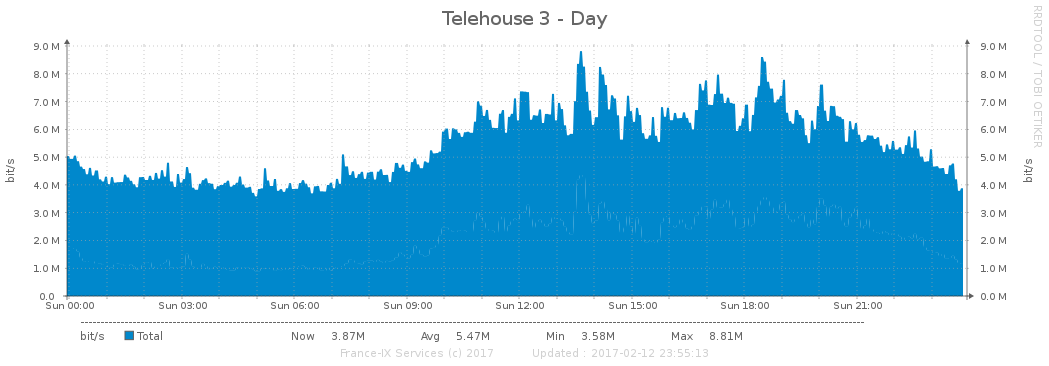 Telehouse 3 - Day
RRDTOOL / TOBI OETIKER
bit/s
9.0 M 9.0 M
8.0 M 8.0 M
7.0 M 7.0 M
6.0 M 6.0 M
5.0 M 5.0 M
4.0 M 4.0 M
3.0 M 3.0 M
2.0 M 2.0 M
1.0 M 1.0 M
0.0 0.0 M
bit/s
Sun 00:00 Sun 03:00 Sun 06:00 Sun 09:00 Sun 12:00 Sun 15:00 Sun 18:00 Sun 21:00
bit/s Total Now 3.87M Avg 5.47M Min 3.58M Max 8.81M
France-IX Services (c) 2017 Updated : 2017-02-12 23:55:13